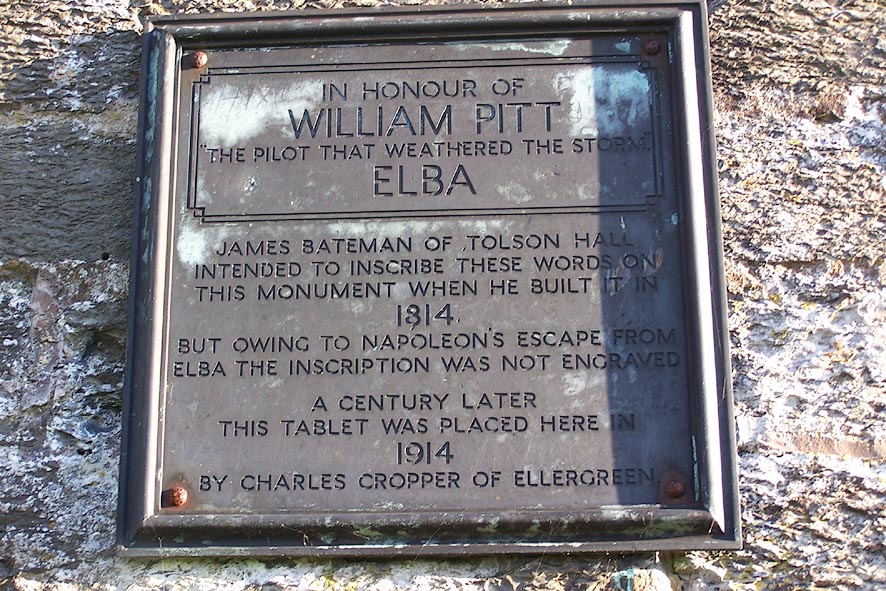 IN HONOUR OF
WILLIAM PITT
"THE PILOT THAT WEATHERED THE STORM."
ELBA
JAMES BATEMAN OF TOLSON HALL
INTENDED TO INSCRIBE THESE WORDS ON
THIS MONUMENT WHEN HE BUILT IT IN
1814.
BUT OWING TO NAPOLEON'S ESCAPE FROM
ELBA THE INSCRIPTION WAS NOT ENGRAVED
A CENTURY LATER
THIS TABLET WAS PLACED HERE IN
1914
BY CHARLES CROPPER OF ELLERGREEN.